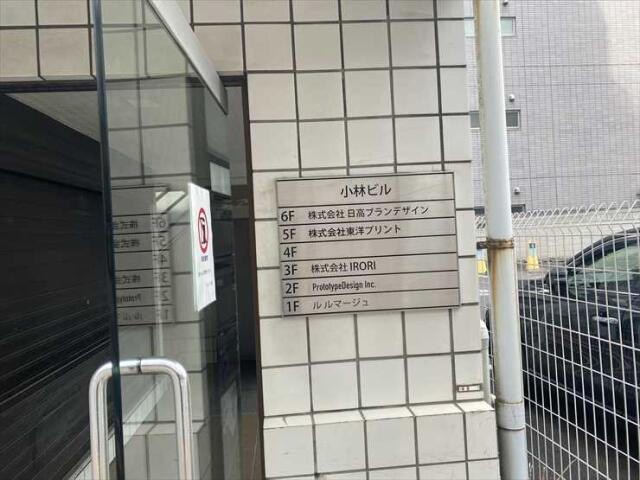 小林ビル
6F 株式会社 日高ブランデザイン
5F 株式会社東洋プリント
4F
3F 株式会社 IRORI
2F PrototypeDesign Inc.
1F ルルマージュ